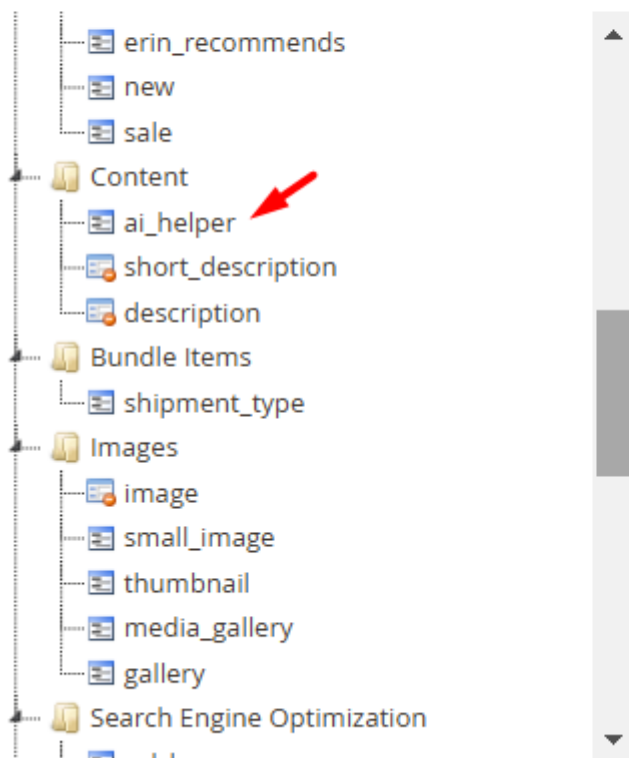 erin_recommends
new
sale
Content
ai_helper
short_description
description
Bundle Items
shipment_type
Images
image
small_image
thumbnail
media_gallery
gallery
Search Engine Optimization